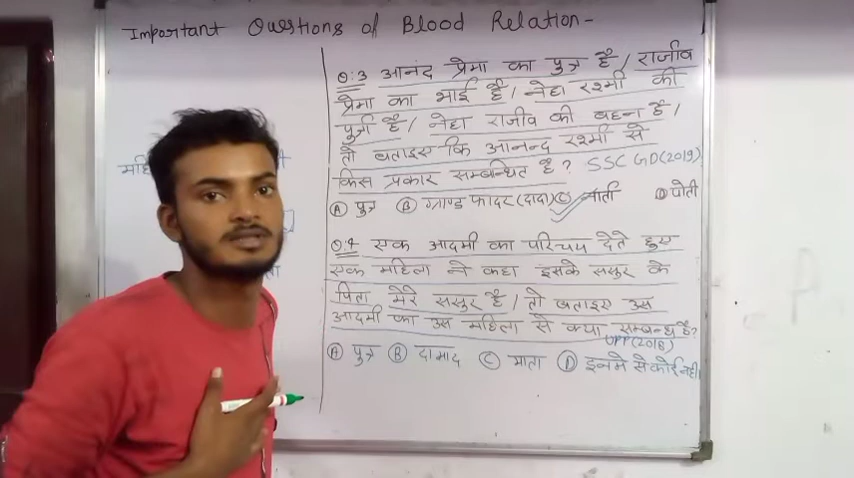 Important Questions of Blood Relation-
महि
Q:3 आनंद प्रेमा का पुत्र है / राजीव
प्रेमा का भाई है / नेहा रश्मी की
पुत्री है / नेहा राजीव की बहन है /
तो बताइए कि आनन्द रश्मी से
किस प्रकार सम्बन्धित है? SSC GD(2019)
(A) पुत्र (B) ग्राण्ड फादर (दादा) (C) नाती (D) पोती
Q:4 एक आदमी का परिचय देते हुए
एक महिला ने कहा इसके ससुर के
पिता मेरे ससुर है / तो बताइए उस
आदमी का उस महिला से क्या सम्बन्ध है?
UPP(2018)
(A) पुत्र (B) दामाद (C) माता (D) इनमे से कोई नही